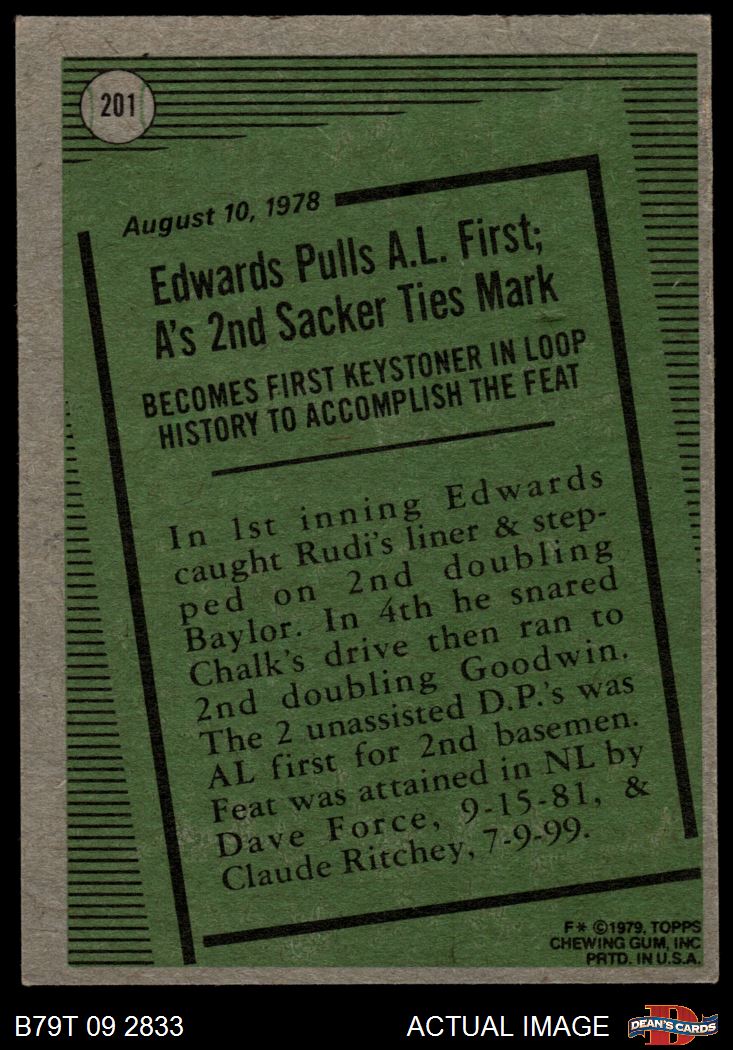 201
August 10, 1978
Edwards Pulls A.L. First;
A's 2nd Sacker Ties Mark
BECOMES FIRST KEYSTONER IN LOOP
HISTORY TO ACCOMPLISH THE FEAT
In 1st inning Edwards
caught Rudi's liner & step-
ped on 2nd doubling
Baylor. In 4th he snared
Chalk's drive then ran to
2nd doubling Goodwin.
The 2 unassisted D.P.'s was
AL first for 2nd basemen.
Feat was attained in NL by
Dave Force, 9-15-81, &
Claude Ritchey, 7-9-99.
F* ©1979, TOPPS
CHEWING GUM, INC
PRTD. IN U.S.A.
B79T 09 2833
ACTUAL IMAGE
D
DEAN'S CARDS